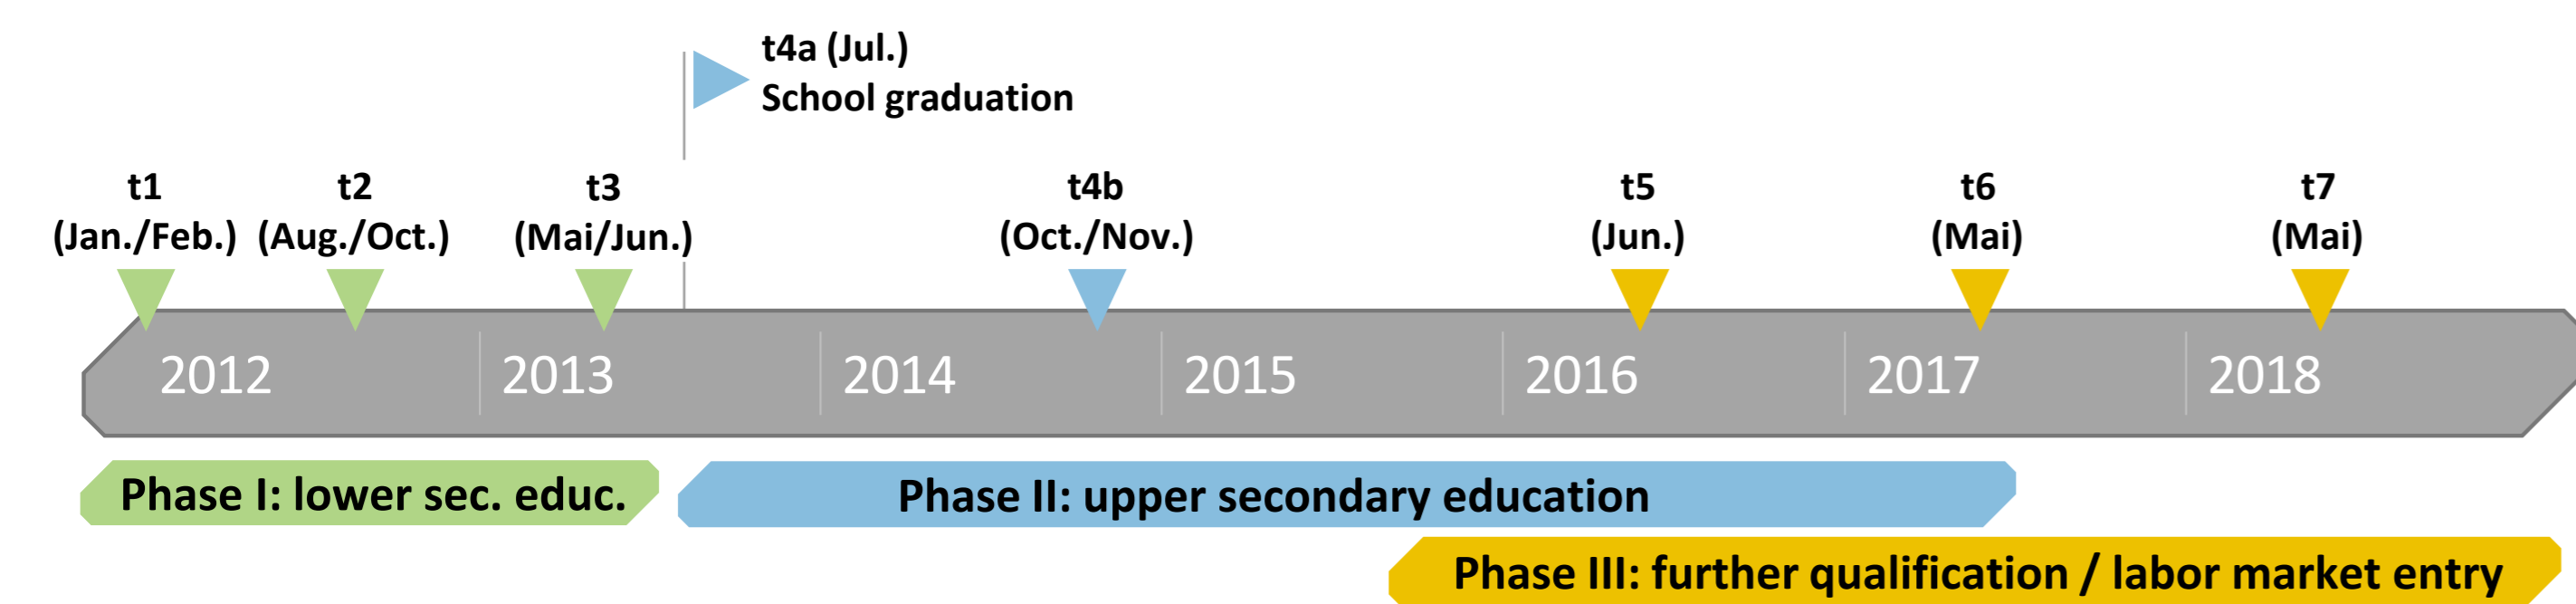 t4a (Jul.)
School graduation
t1
(Jan./Feb.)
t2
(Aug./Oct.)
t3
(Mai/Jun.)
t4b
(Oct./Nov.)
t5
(Jun.)
t6
(Mai)
t7
(Mai)
2012
2013
2014
2015
2016
2017
2018
Phase I: lower sec. educ.
Phase II: upper secondary education
Phase III: further qualification / labor market entry